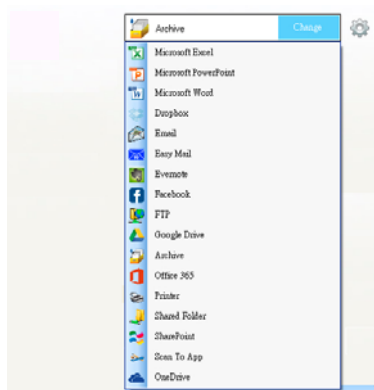 Archive Change
Microsoft Excel
Microsoft PowerPoint
Microsoft Word
Dropbox
Email
Easy Mail
Evernote
Facebook
FTP
Google Drive
Archive
Office 365
Printer
Shared Folder
SharePoint
Scan To App
OneDrive